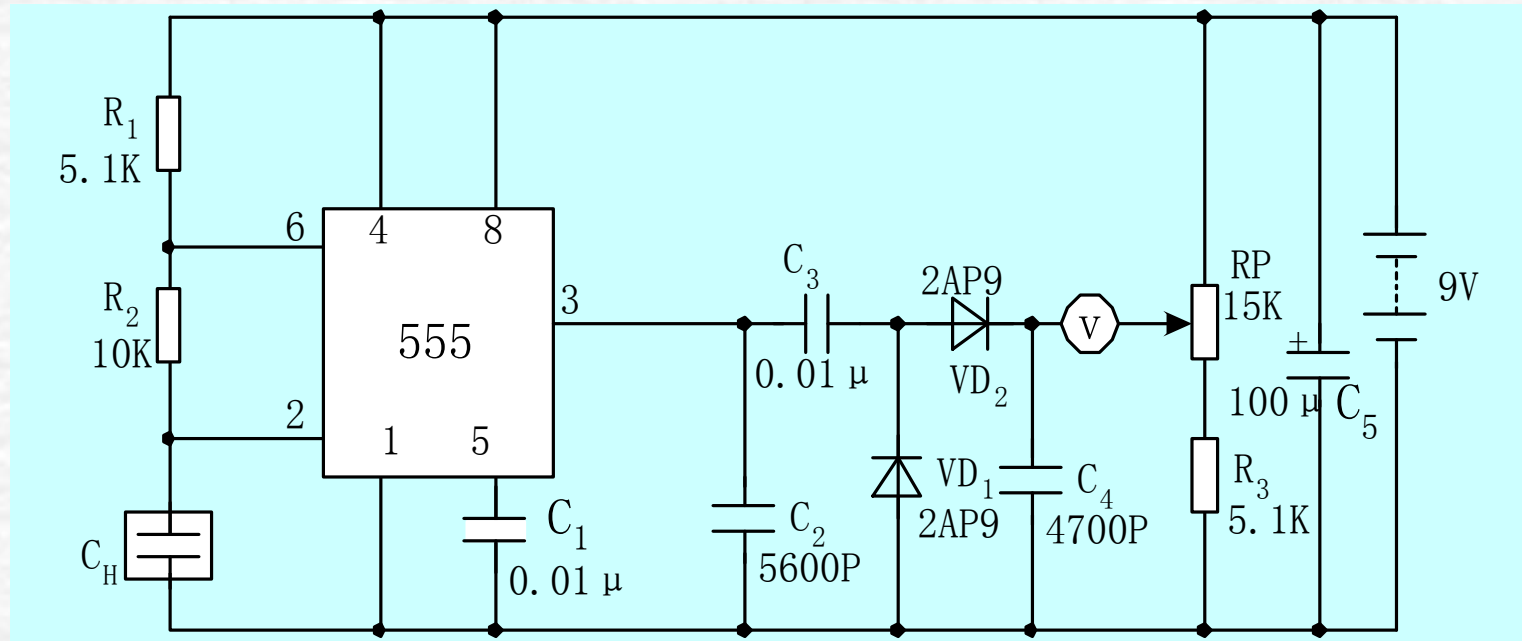 R1
5.1K
R2
10K
CH
6
2
4
8
555
1
5
3
C1
0.01μ
C2
5600P
C3
0.01μ
2AP9
VD2
VD1
2AP9
C4
4700P
V
RP
15K
R3
5.1K
+
100μ C5
9V